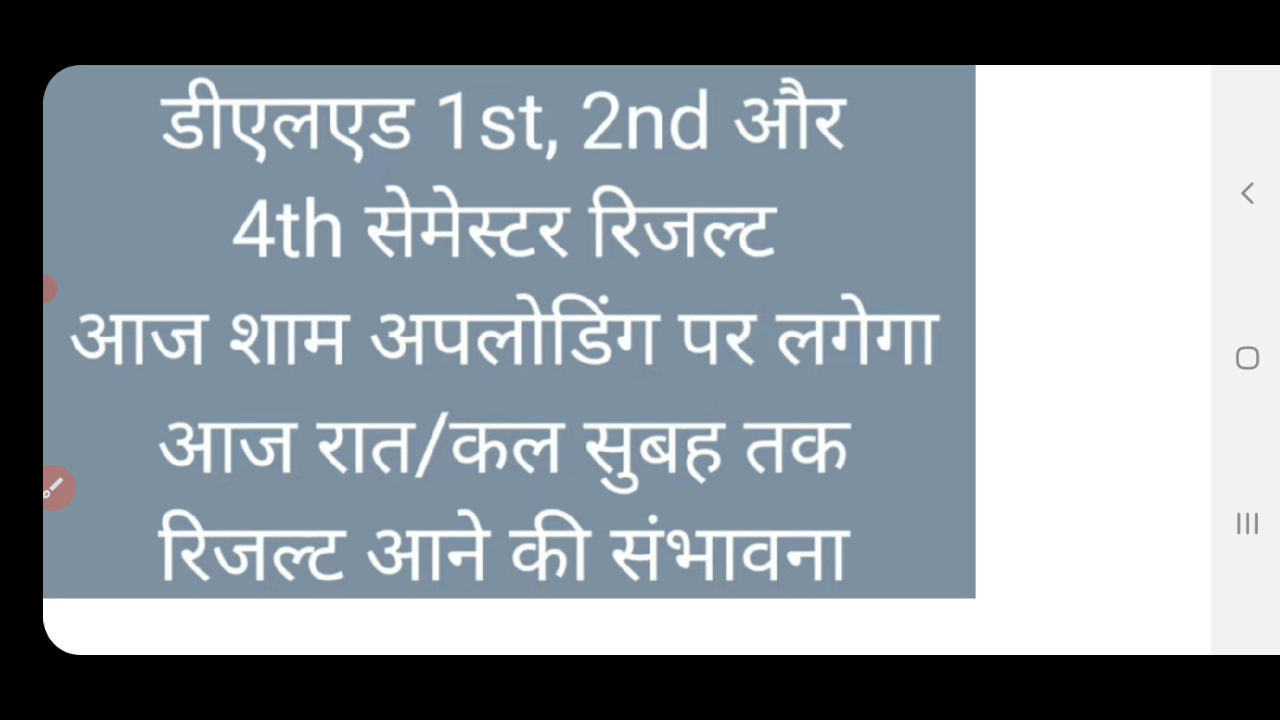 डीएलएड 1st, 2nd और
4th सेमेस्टर रिजल्ट
आज शाम अपलोडिंग पर लगेगा
आज रात/कल सुबह तक
रिजल्ट आने की संभावना